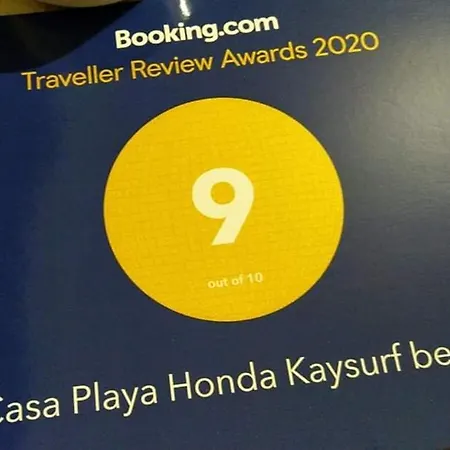 Booking.com
Traveller Review Awards 2020
9
out of 10
Casa Playa Honda Kaysurf be